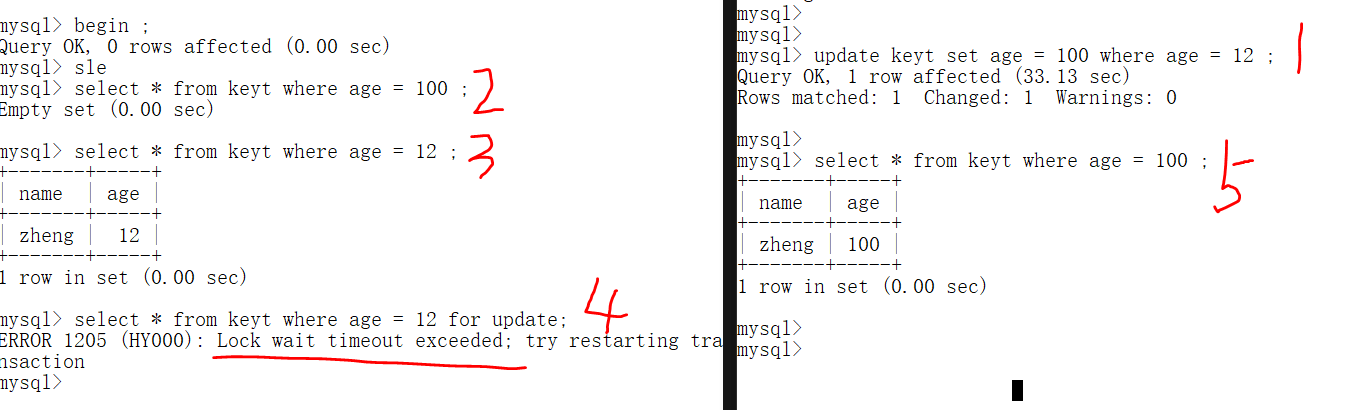 mysql> begin ;
Query OK, 0 rows affected (0.00 sec)
mysql> sle
mysql> select * from keyt where age = 100 ; 2
Empty set (0.00 sec)
mysql> select * from keyt where age = 12 ; 3
+-------+-----+
| name | age |
+-------+-----+
| zheng | 12 |
+-------+-----+
1 row in set (0.00 sec)
mysql> select * from keyt where age = 12 for update; 4
ERROR 1205 (HY000): Lock wait timeout exceeded; try restarting tra
nsaction
mysql>
mysql>
mysql>
mysql> update keyt set age = 100 where age = 12 ; 1
Query OK, 1 row affected (33.13 sec)
Rows matched: 1 Changed: 1 Warnings: 0
mysql>
mysql> select * from keyt where age = 100 ; 5
+-------+-----+
| name | age |
+-------+-----+
| zheng | 100 |
+-------+-----+
1 row in set (0.00 sec)
mysql>
mysql>